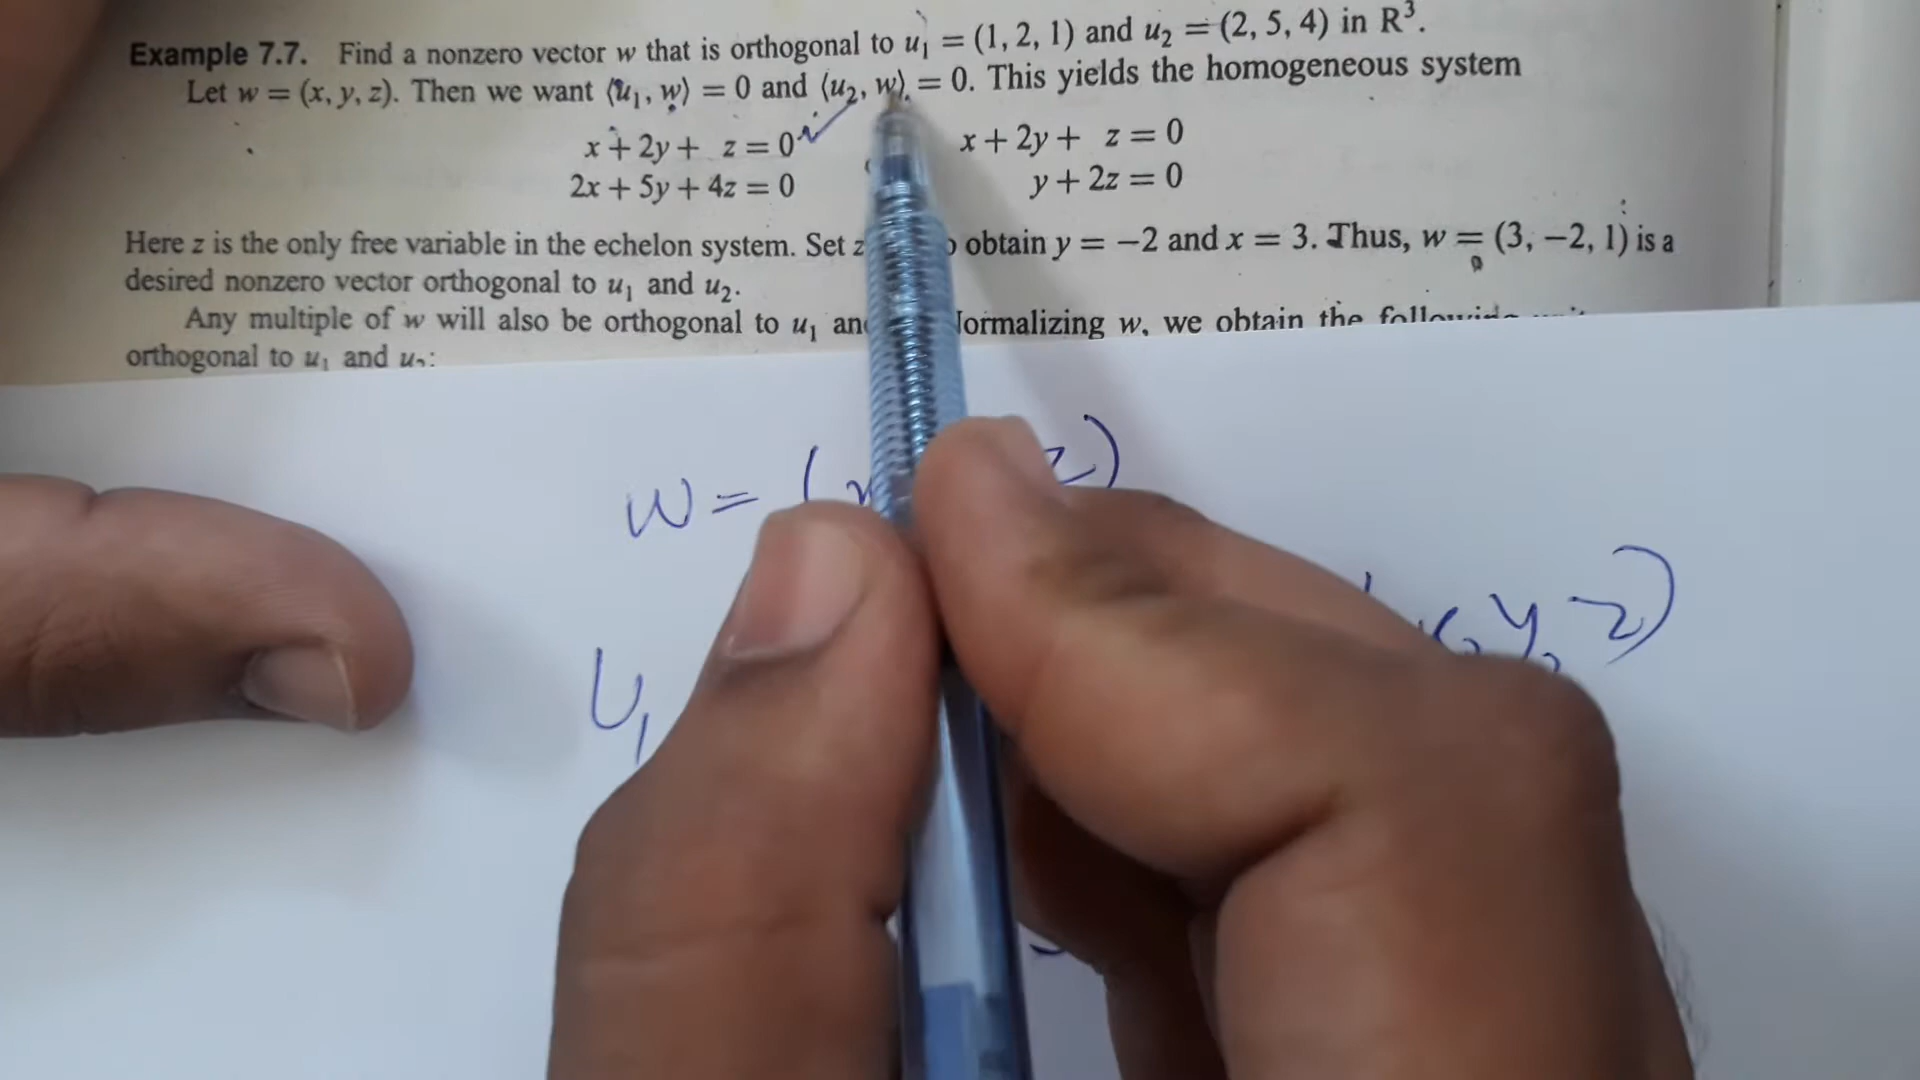 Example 7.7. Find a nonzero vector w that is orthogonal to u₁ = (1, 2, 1) and u₂ = (2, 5, 4) in R³.
Let w = (x, y, z). Then we want ⟨u₁, w⟩ = 0 and ⟨u₂, w⟩ = 0. This yields the homogeneous system
x + 2y + z = 0 x + 2y + z = 0
2x + 5y + 4z = 0 y + 2z = 0
Here z is the only free variable in the echelon system. Set z obtain y = −2 and x = 3. Thus, w = (3, −2, 1) is a
desired nonzero vector orthogonal to u₁ and u₂.
Any multiple of w will also be orthogonal to u₁ Normalizing w, we obtain the following
orthogonal to u₁ and u₂:
w = ( z)
u₁ y, z)